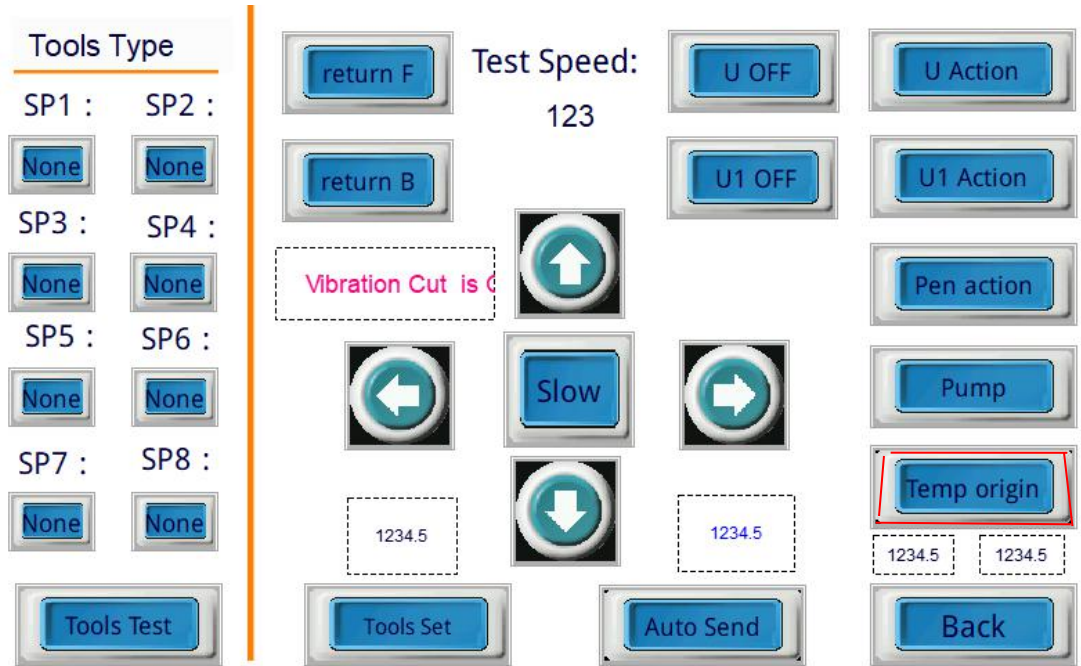 Tools Type
SP1 : SP2 :
None None
SP3 : SP4 :
None None
SP5 : SP6 :
None None
SP7 : SP8 :
None None
Tools Test
return F
Test Speed:
123
U OFF
U Action
return B
U1 OFF
U1 Action
Vibration Cut is
Pen action
Slow
Pump
Temp origin
1234.5
1234.5
1234.5 1234.5
Tools Set
Auto Send
Back